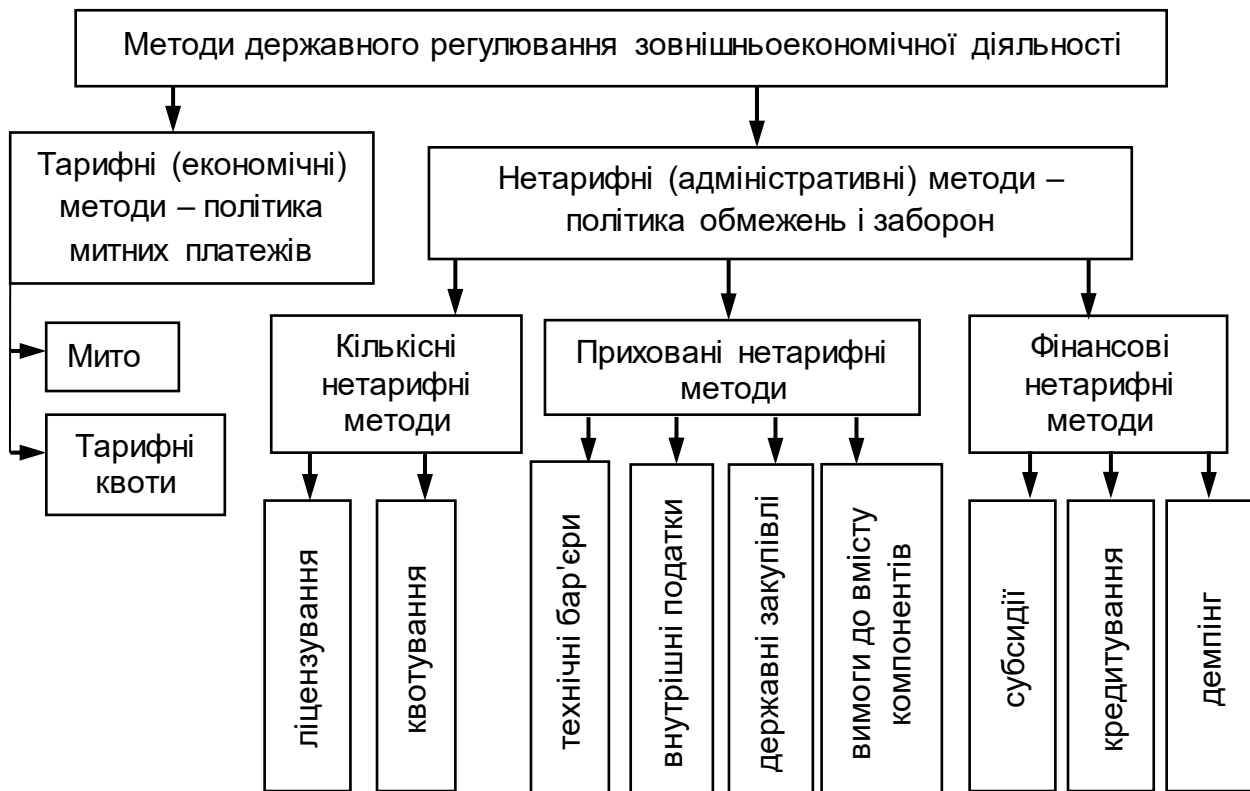 Методи державного регулювання зовнішньоекономічної діяльності
Тарифні (економічні)
методи – політика
митних платежів
Нетарифні (адміністративні) методи –
політика обмежень і заборон
Мито
Тарифні
квоти
Кількісні
нетарифні
методи
Приховані нетарифні
методи
Фінансові
нетарифні
методи
ліцензування
квотування
технічні бар'єри
внутрішні податки
державні закупівлі
вимоги до вмісту
компонентів
субсидії
кредитування
демпінг